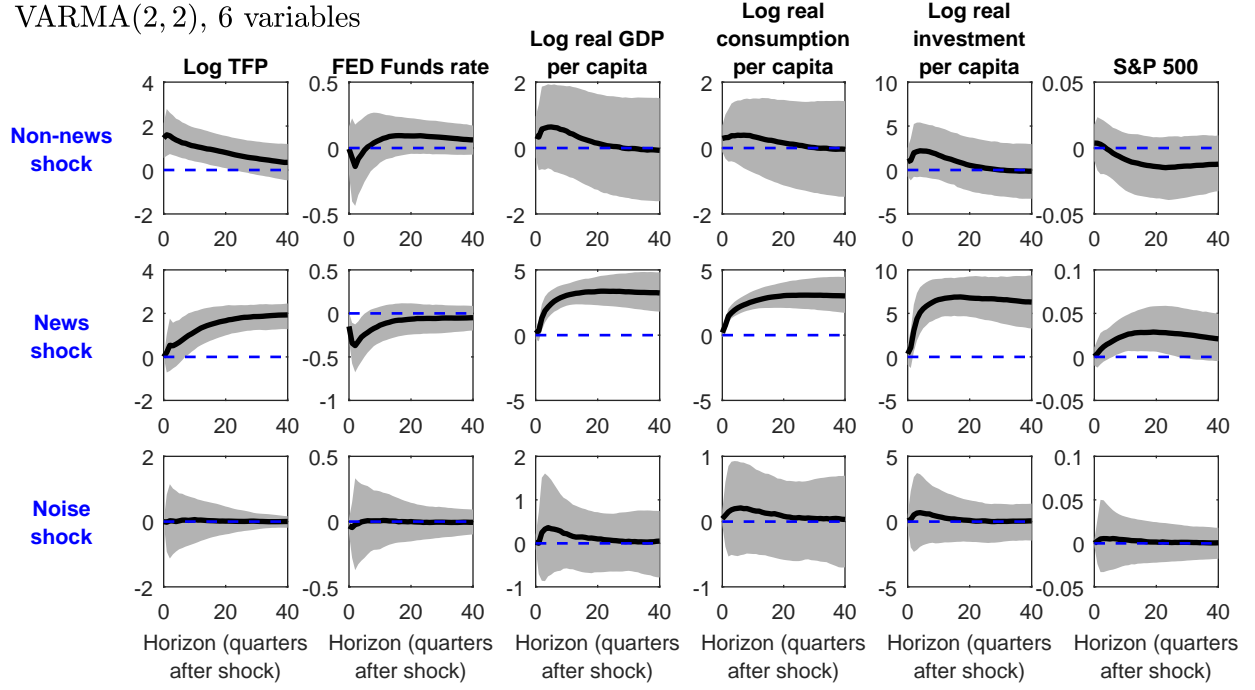 VARMA(2, 2), 6 variables
Log TFP
FED Funds rate
Log real GDP
per capita
Log real
consumption
per capita
Log real
investment
per capita
S&P 500
Non-news
shock
4
2
0
-2
0 20 40
0.5
0
-0.5
0 20 40
2
0
-2
0 20 40
2
0
-2
0 20 40
10
5
0
-5
0 20 40
0.05
0
-0.05
0 20 40
News
shock
4
2
0
-2
0 20 40
0.5
0
-0.5
-1
0 20 40
5
0
-5
0 20 40
5
0
-5
0 20 40
10
5
0
-5
0 20 40
0.1
0.05
0
-0.05
0 20 40
Noise
shock
2
0
-2
0 20 40
0.5
0
-0.5
0 20 40
2
1
0
-1
0 20 40
1
0
-1
0 20 40
5
0
-5
0 20 40
0.1
0.05
0
-0.05
0 20 40
Horizon (quarters
after shock)
Horizon (quarters
after shock)
Horizon (quarters
after shock)
Horizon (quarters
after shock)
Horizon (quarters
after shock)
Horizon (quarters
after shock)